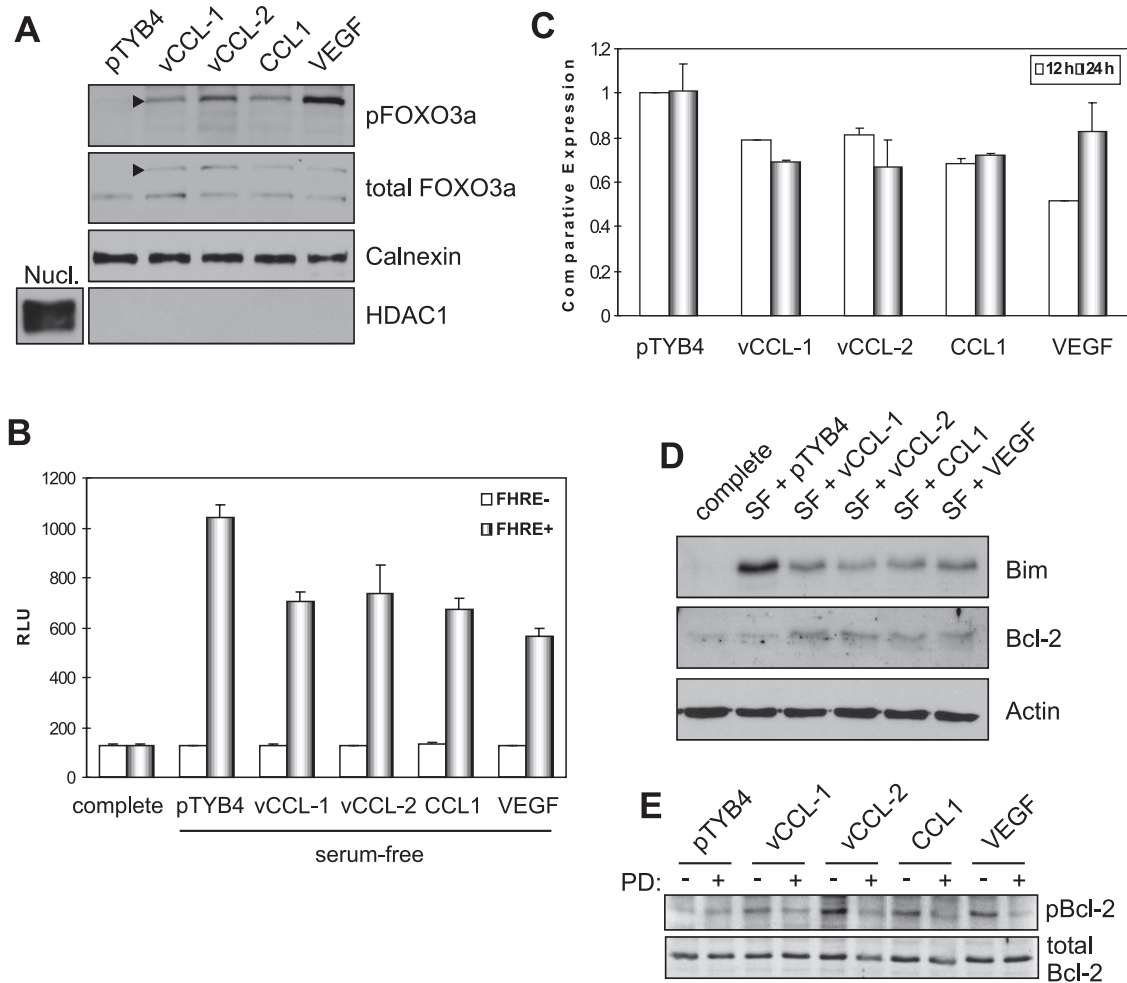 A
pTYB4
vCCL-1
vCCL-2
CCL1
VEGF
pFOXO3a
total FOXO3a
Calnexin
Nucl.
HDAC1
B
1200
1000
800
600
400
200
0
RLU
FHRE-
FHRE+
complete pTYB4 vCCL-1 vCCL-2 CCL1 VEGF
serum-free
C
1.2
1
0.8
0.6
0.4
0.2
0
Comparative Expression
12h 24h
pTYB4 vCCL-1 vCCL-2 CCL1 VEGF
D
complete
SF + pTYB4
SF + vCCL-1
SF + vCCL-2
SF + CCL1
SF + VEGF
Bim
Bcl-2
Actin
E
pTYB4
vCCL-1
vCCL-2
CCL1
VEGF
PD: - + - + - + - + - +
pBcl-2
total
Bcl-2